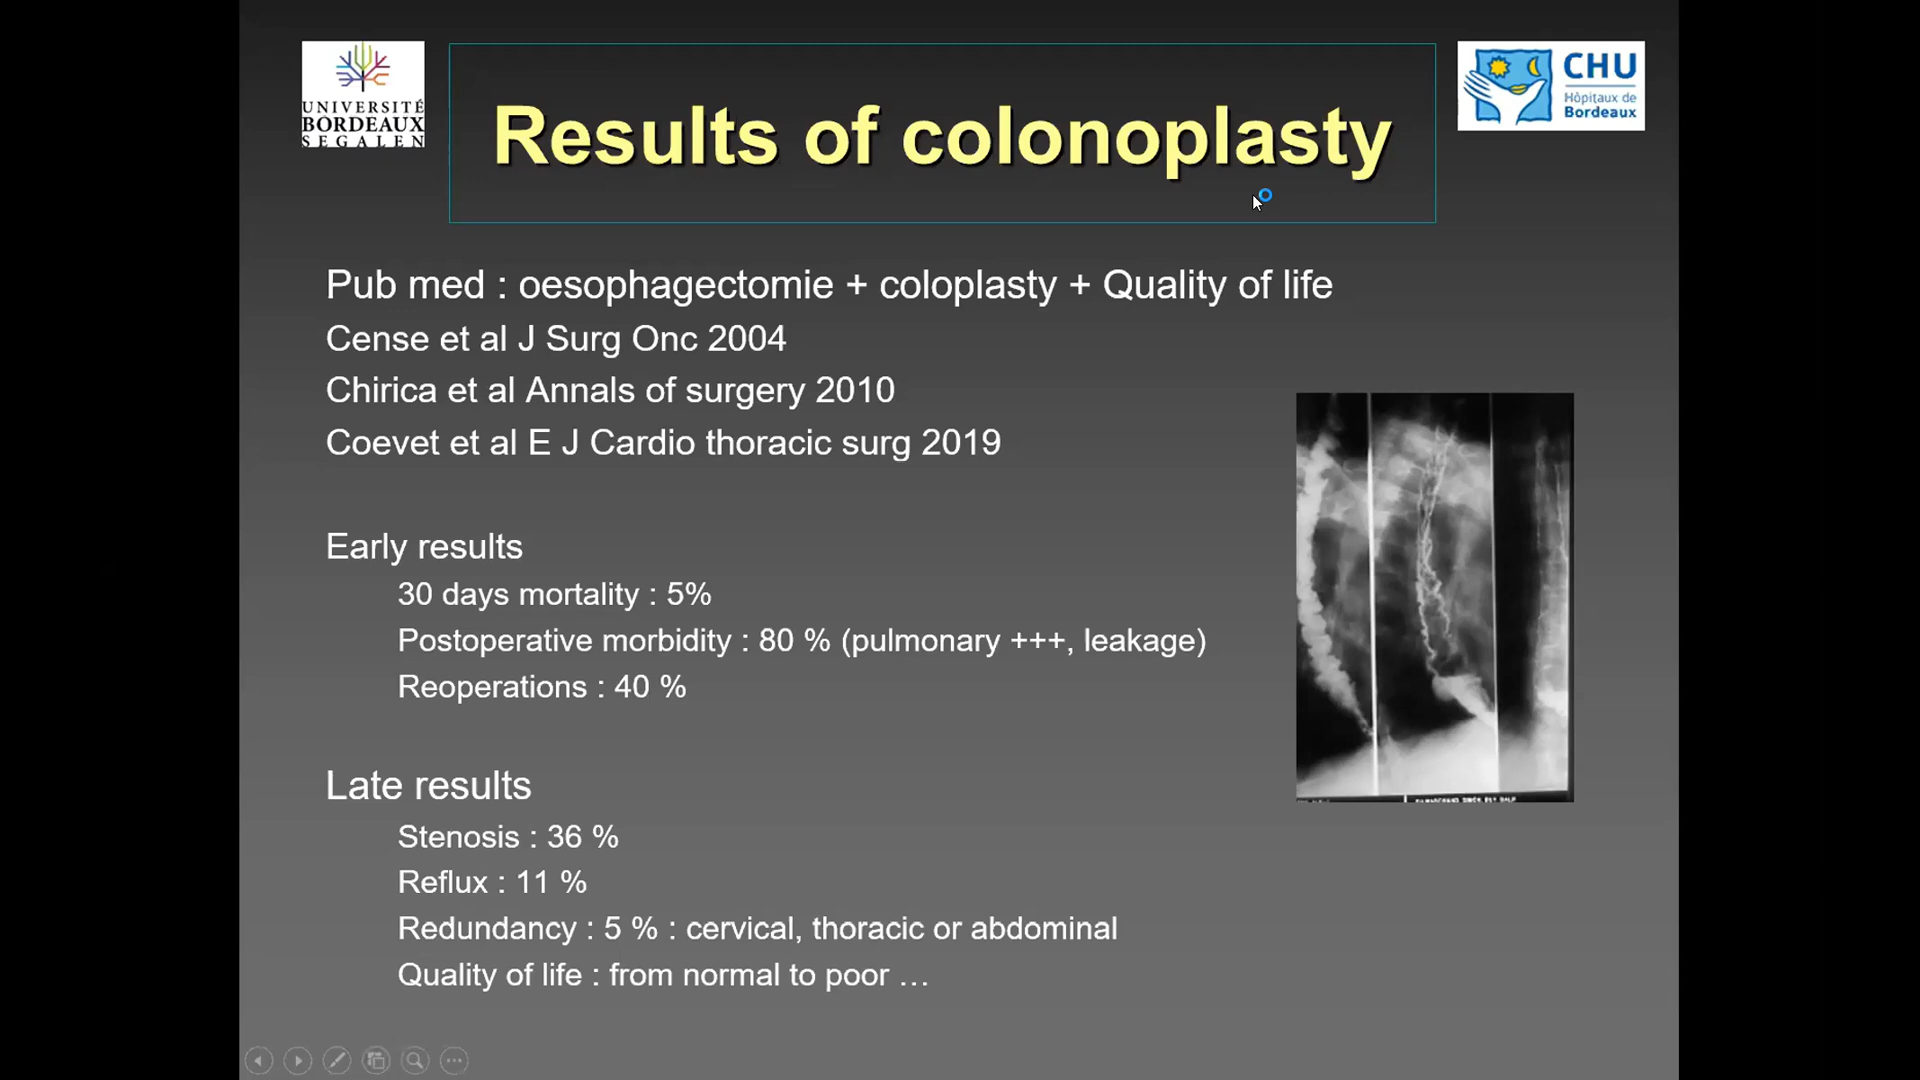 UNIVERSITÉ
BORDEAUX
SEGALEN
Results of colonoplasty
CHU
Hôpitaux de
Bordeaux
Pub med : oesophagectomie + coloplasty + Quality of life
Cense et al J Surg Onc 2004
Chirica et al Annals of surgery 2010
Coevet et al E J Cardio thoracic surg 2019
Early results
30 days mortality : 5%
Postoperative morbidity : 80 % (pulmonary +++, leakage)
Reoperations : 40 %
Late results
Stenosis : 36 %
Reflux : 11 %
Redundancy : 5 % : cervical, thoracic or abdominal
Quality of life : from normal to poor …